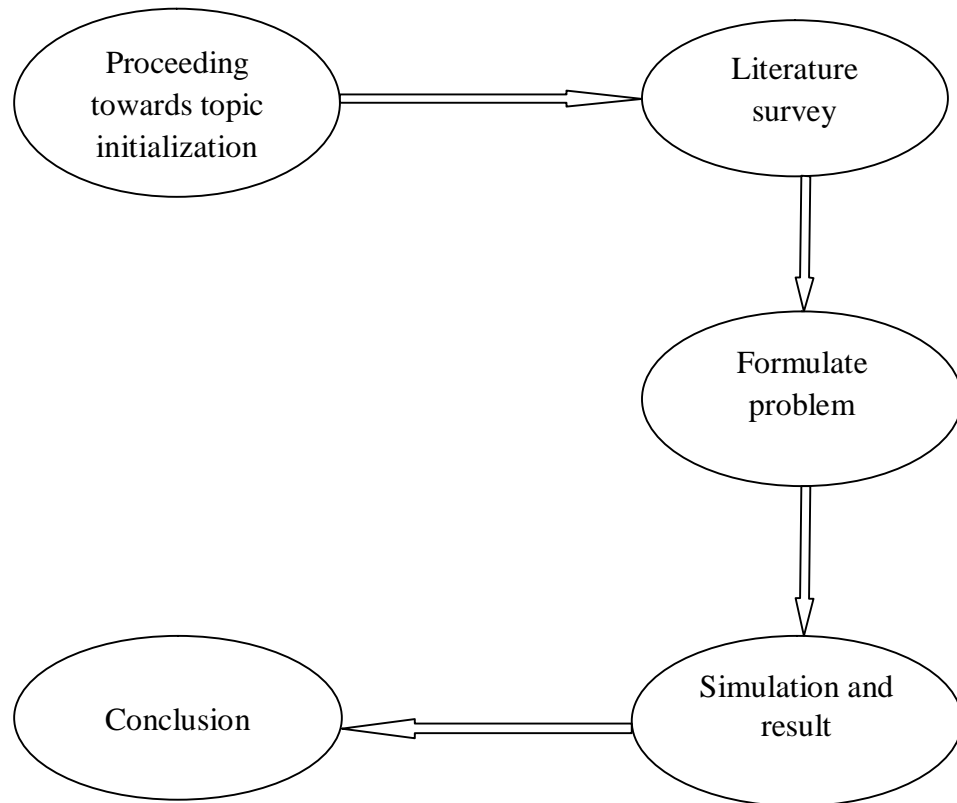 Proceeding
towards topic
initialization
Literature
survey
Formulate
problem
Simulation and
result
Conclusion